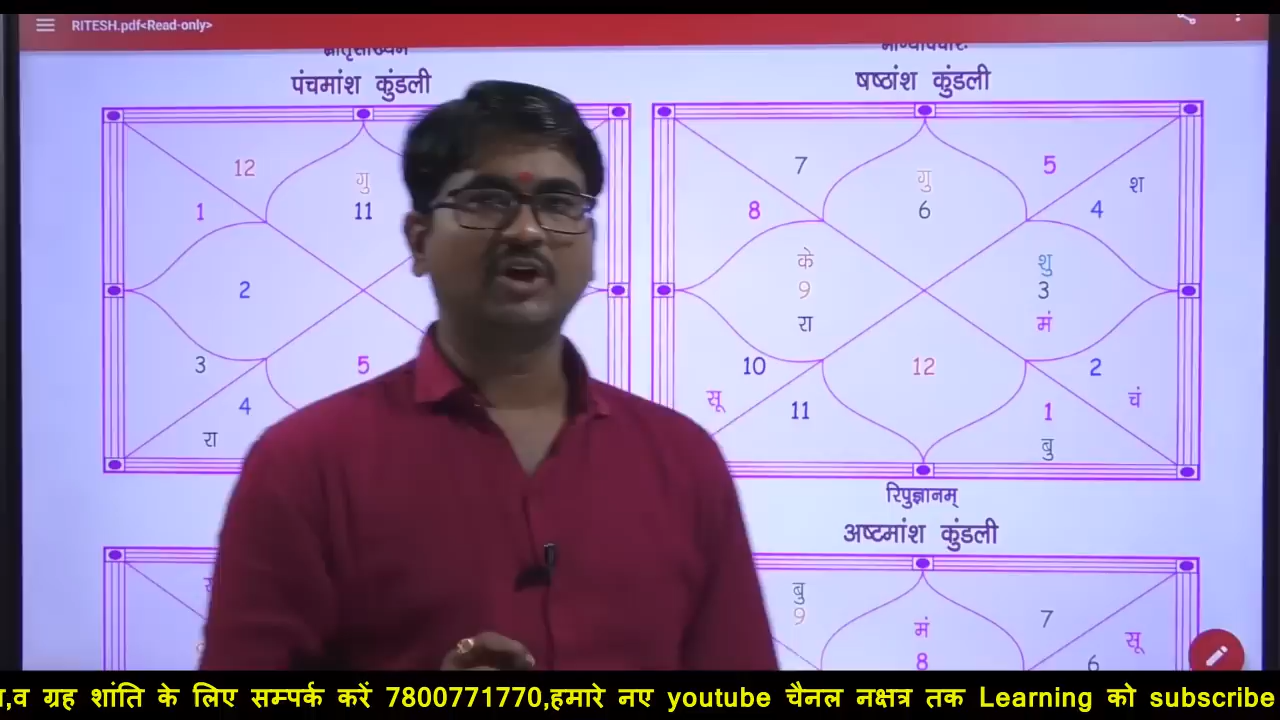 RITESH.pdf<Read-only>
पंचमांश कुंडली
12
गु
1
11
2
3
5
4
रा
षष्ठांश कुंडली
7
गु
5
श
8
6
4
के
शु
9
3
रा
मं
10
12
2
सू
11
1
चं
बु
रिपुज्ञानम्
अष्टमांश कुंडली
बु
9
मं
7
सू
8
6
,व ग्रह शांति के लिए सम्पर्क करें 7800771770,हमारे नए youtube चैनल नक्षत्र तक Learning को subscribe